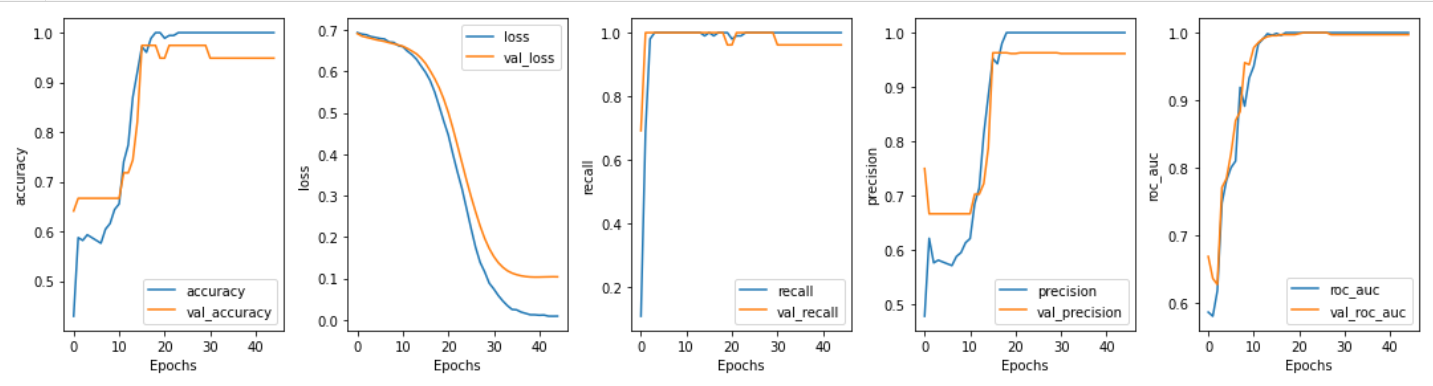 accuracy
1.0
0.9
0.8
0.7
0.6
0.5
accuracy
val_accuracy
0 10 20 30 40
Epochs
loss
0.7
0.6
0.5
0.4
0.3
0.2
0.1
0.0
loss
val_loss
0 10 20 30 40
Epochs
recall
1.0
0.8
0.6
0.4
0.2
recall
val_recall
0 10 20 30 40
Epochs
precision
1.0
0.9
0.8
0.7
0.6
0.5
precision
val_precision
0 10 20 30 40
Epochs
roc_auc
1.0
0.9
0.8
0.7
0.6
roc_auc
val_roc_auc
0 10 20 30 40
Epochs